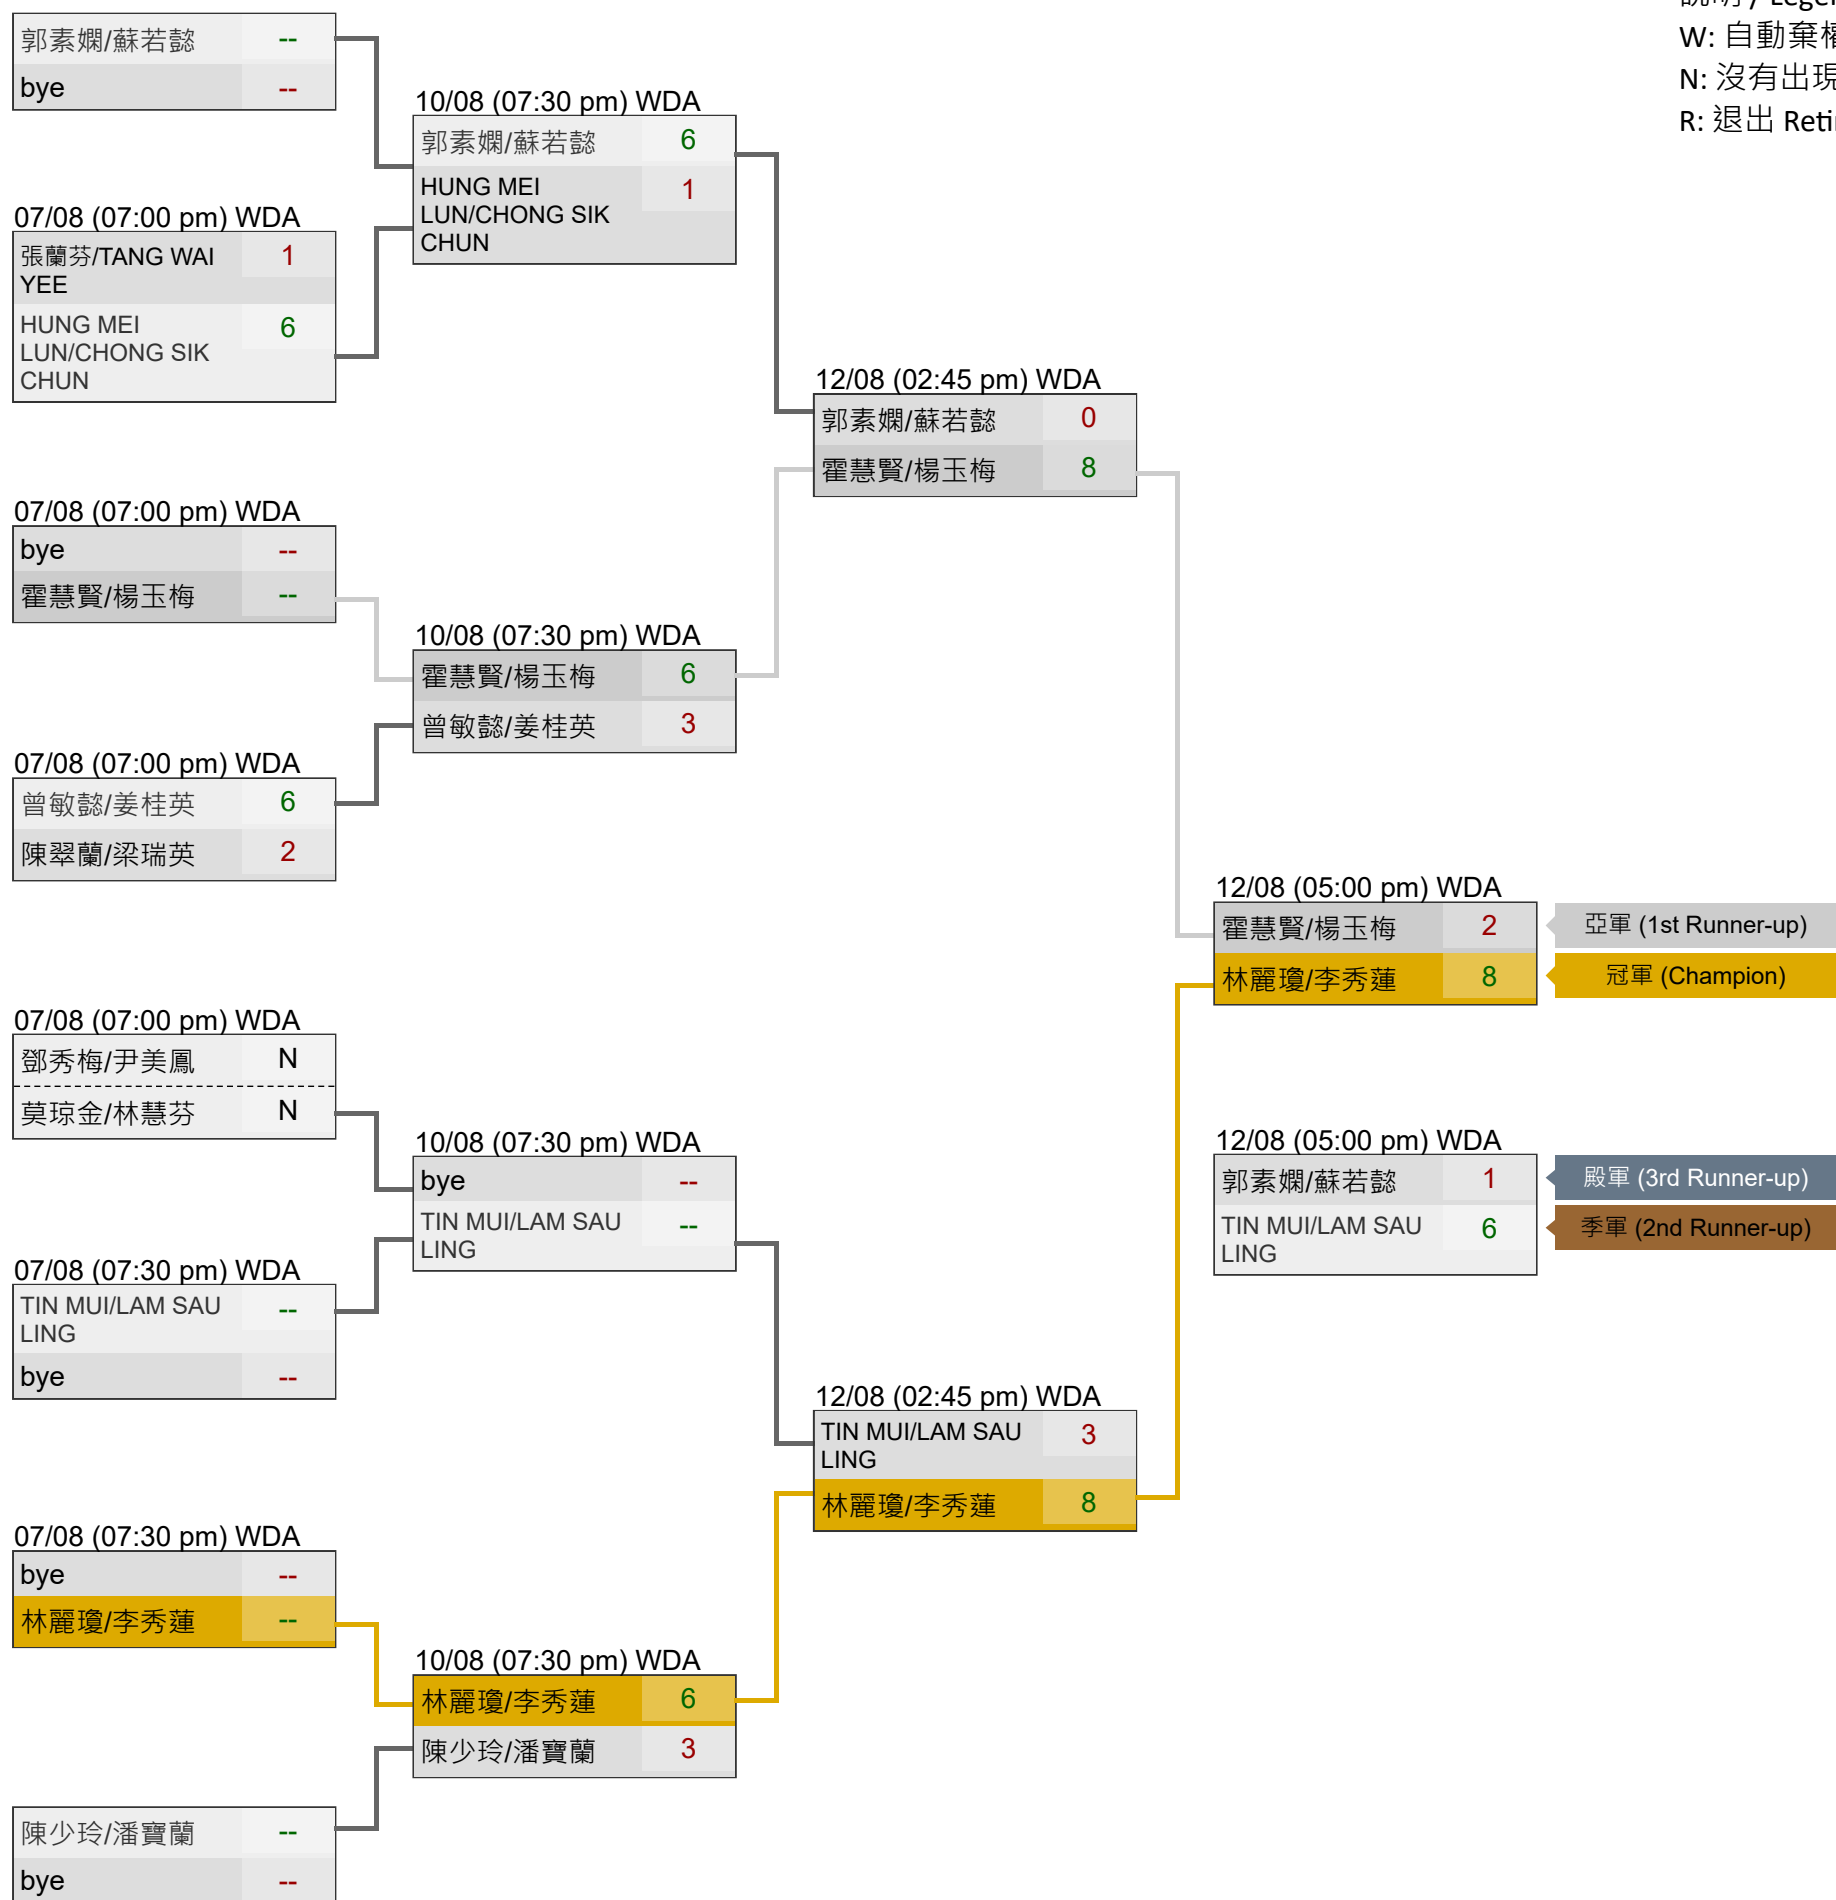 郭素嫻/蘇若懿 --
bye --
07/08 (07:00 pm) WDA
張蘭芬/TANG WAI 1
YEE
HUNG MEI 6
LUN/CHONG SIK
CHUN
07/08 (07:00 pm) WDA
bye --
霍慧賢/楊玉梅 --
07/08 (07:00 pm) WDA
曾敏懿/姜桂英 6
陳翠蘭/梁瑞英 2
07/08 (07:00 pm) WDA
鄧秀梅/尹美鳳 N
莫琼金/林慧芬 N
07/08 (07:30 pm) WDA
TIN MUI/LAM SAU --
LING
bye --
07/08 (07:30 pm) WDA
bye --
林麗瓊/李秀蓮 --
陳少玲/潘寶蘭 --
bye --
10/08 (07:30 pm) WDA
郭素嫻/蘇若懿 6
HUNG MEI 1
LUN/CHONG SIK
CHUN
10/08 (07:30 pm) WDA
霍慧賢/楊玉梅 6
曾敏懿/姜桂英 3
10/08 (07:30 pm) WDA
bye --
TIN MUI/LAM SAU --
LING
10/08 (07:30 pm) WDA
林麗瓊/李秀蓮 6
陳少玲/潘寶蘭 3
12/08 (02:45 pm) WDA
郭素嫻/蘇若懿 0
霍慧賢/楊玉梅 8
12/08 (02:45 pm) WDA
TIN MUI/LAM SAU 3
LING
林麗瓊/李秀蓮 8
12/08 (05:00 pm) WDA
霍慧賢/楊玉梅 2 亞軍 (1st Runner-up)
林麗瓊/李秀蓮 8 冠軍 (Champion)
12/08 (05:00 pm) WDA
郭素嫻/蘇若懿 1 殿軍 (3rd Runner-up)
TIN MUI/LAM SAU 6 季軍 (2nd Runner-up)
LING
W: 自動棄
N: 沒有出現
R: 退出